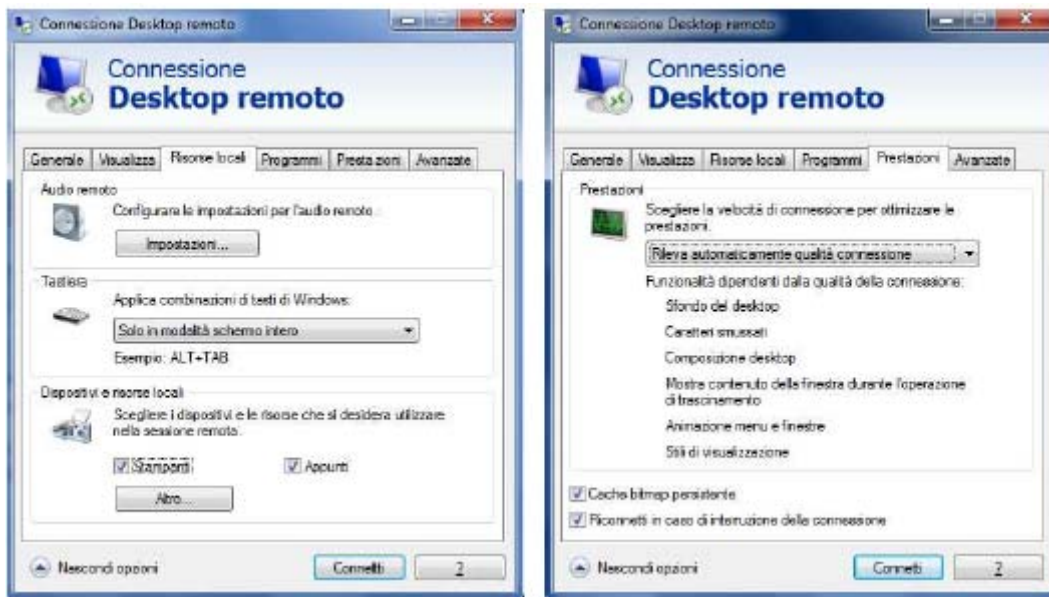 Connessione Desktop remoto
Connessione
Desktop remoto
Generale Visualizza Risorse locali Programmi Prestazioni Avanzate
Audio remoto
Configurare le impostazioni per l'audio remoto.
Impostazioni...
Tastiera
Applica combinazioni di tasti di Windows:
Solo in modalità schermo intero
Esempio: ALT+TAB
Dispositivi e risorse locali
Scegliere i dispositivi e le risorse che si desidera utilizzare
nella sessione remota.
Stampanti Appunti
Altro...
Nascondi opzioni Connetti ?
Connessione Desktop remoto
Connessione
Desktop remoto
Generale Visualizza Risorse locali Programmi Prestazioni Avanzate
Prestazioni
Scegliere la velocità di connessione per ottimizzare le
prestazioni.
Rileva automaticamente qualità connessione
Funzionalità dipendenti dalla qualità della connessione:
Sfondo del desktop
Caratteri smussati
Composizione desktop
Mostra contenuto della finestra durante l'operazione
di trascinamento
Animazione menu e finestre
Stili di visualizzazione
Cache bitmap persistente
Riconnetti in caso di interruzione della connessione
Nascondi opzioni Connetti ?